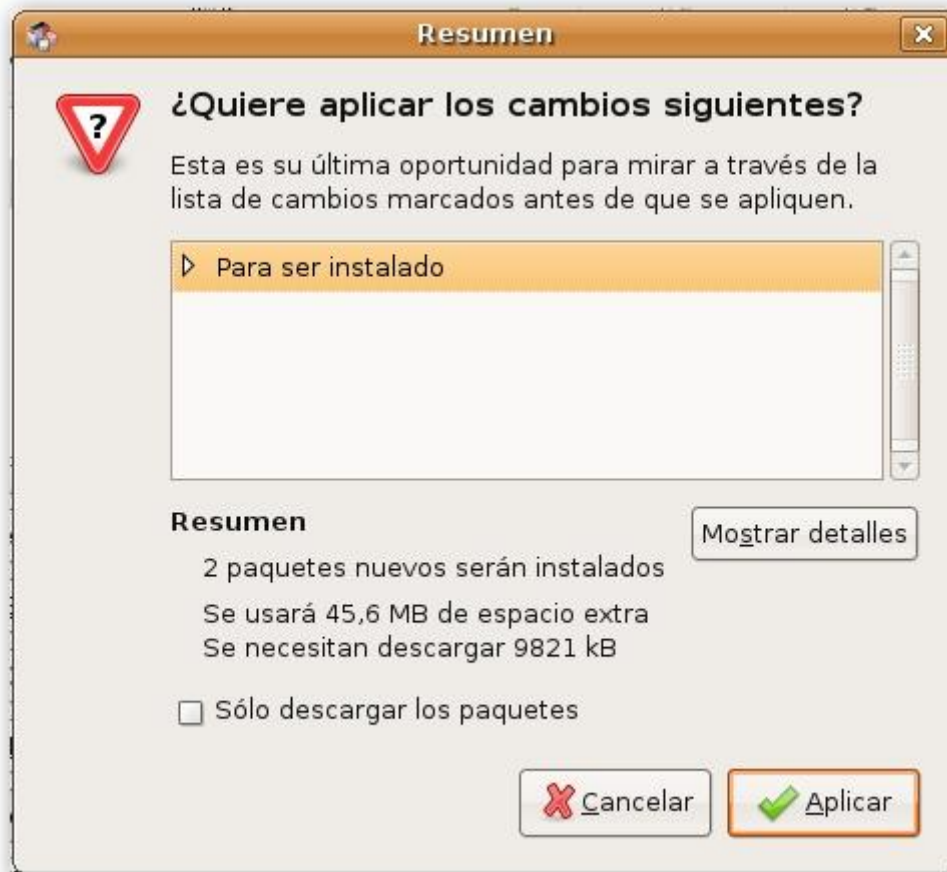 Resumen
¿Quiere aplicar los cambios siguientes?
Esta es su última oportunidad para mirar a través de la
lista de cambios marcados antes de que se apliquen.
Para ser instalado
Resumen
Mostrar detalles
2 paquetes nuevos serán instalados
Se usará 45,6 MB de espacio extra
Se necesitan descargar 9821 kB
Sólo descargar los paquetes
Cancelar
Aplicar